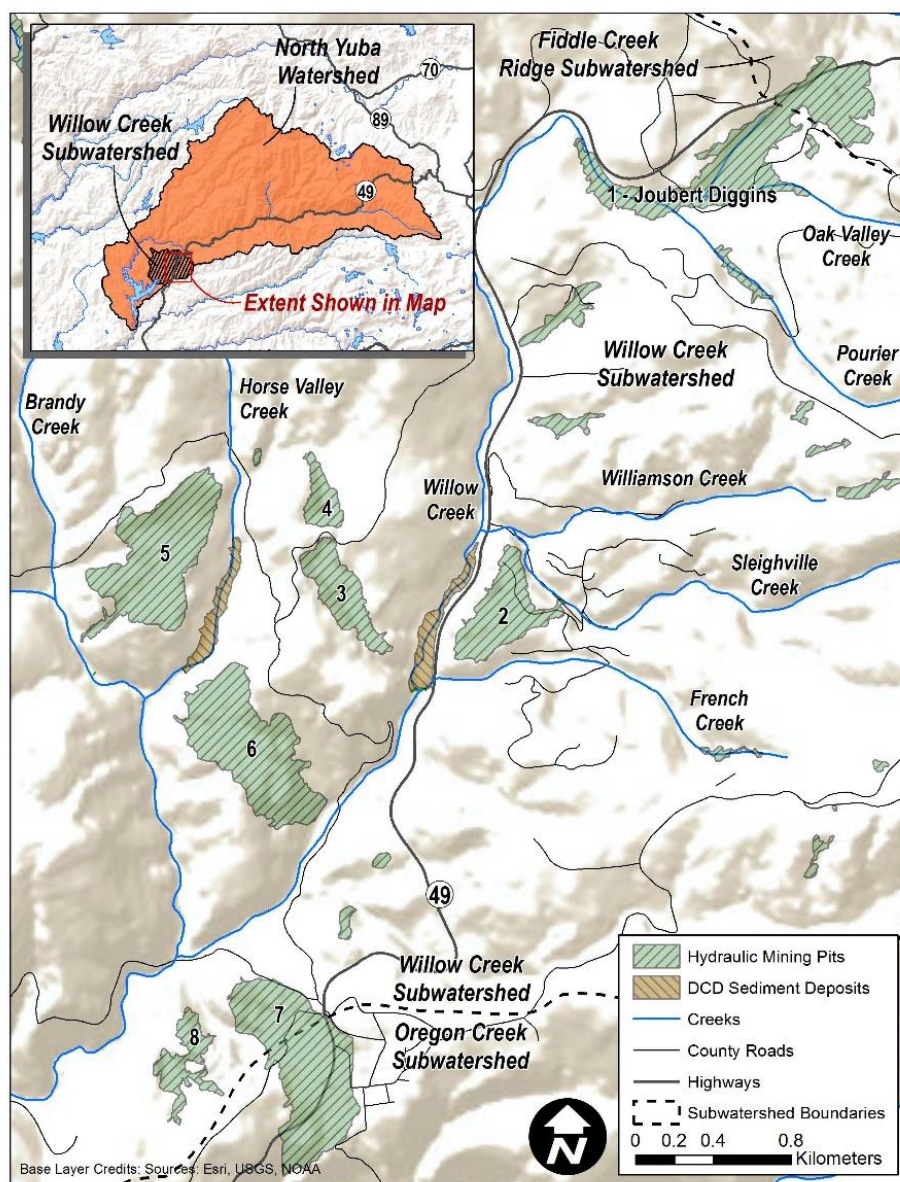 North Yuba
Watershed
70
Willow Creek
Subwatershed
89
49
Extent Shown in Map
Fiddle Creek
Ridge Subwatershed
1 - Joubert Diggins
Oak Valley
Creek
Willow Creek
Subwatershed
Pourier
Creek
Brandy
Creek
Horse Valley
Creek
Willow
Creek
Williamson Creek
Sleighville
Creek
4
5
3
2
French
Creek
6
49
Willow Creek
Subwatershed
Oregon Creek
Subwatershed
7
8
Hydraulic Mining Pits
DCD Sediment Deposits
Creeks
County Roads
Highways
Subwatershed Boundaries
0 0.2 0.4 0.8
Kilometers
N
Base Layer Credits: Sources: Esri, USGS, NOAA